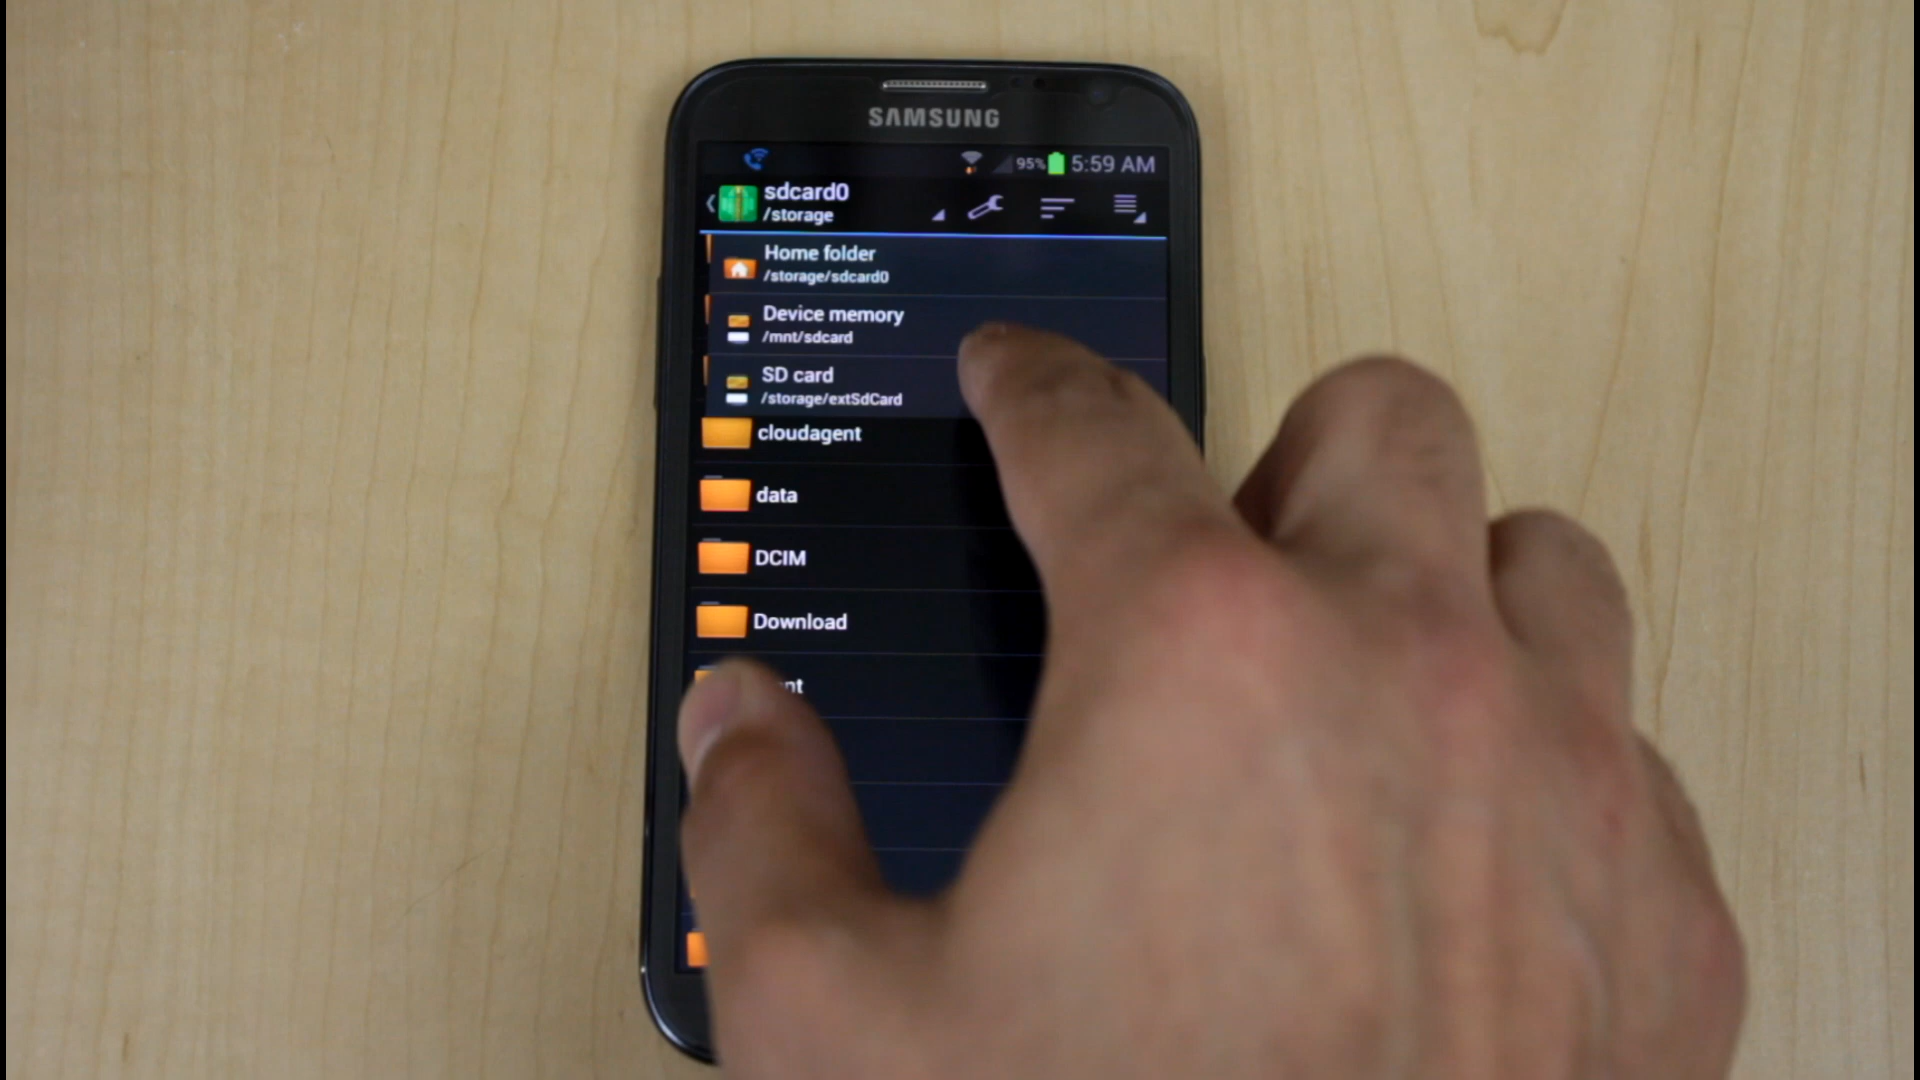 SAMSUNG
95% 5:59 AM
sdcard0
/storage
Home folder
/storage/sdcard0
Device memory
/mnt/sdcard
SD card
/storage/extSdCard
cloudagent
data
DCIM
Download